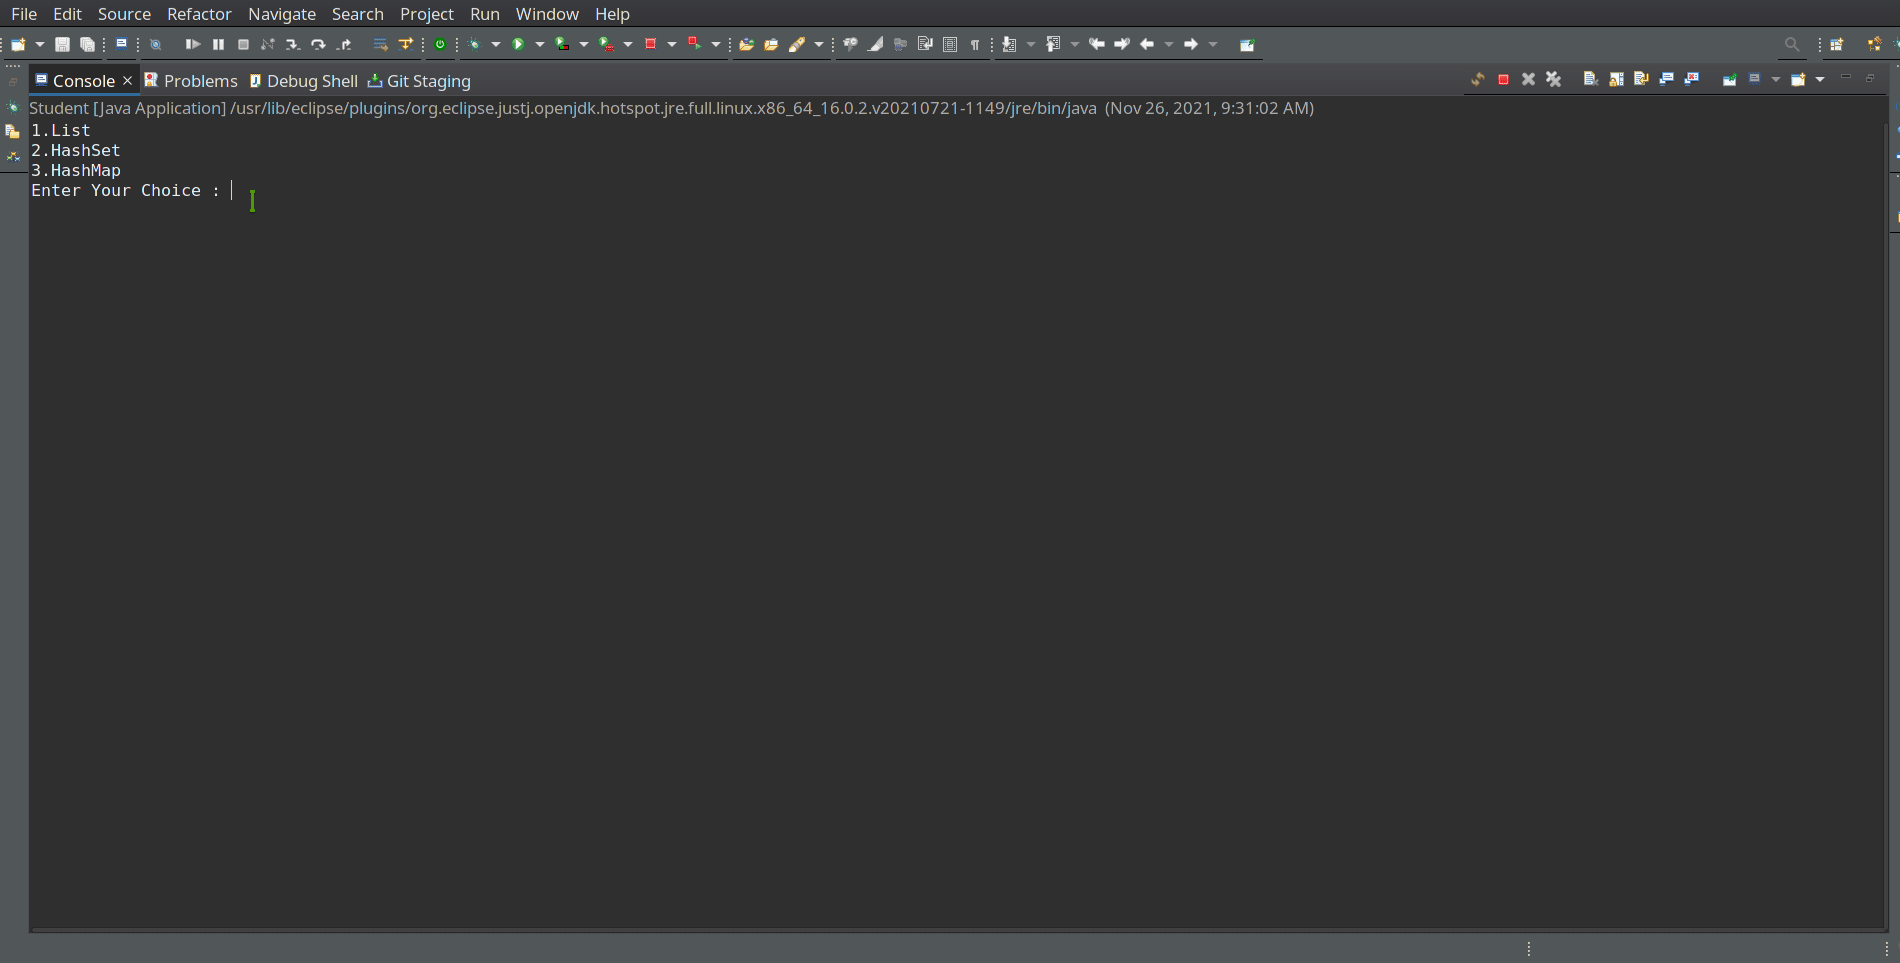 File Edit Source Refactor Navigate Search Project Run Window Help
Console Problems Debug Shell Git Staging
Student [Java Application] /usr/lib/eclipse/plugins/org.eclipse.justj.openjdk.hotspot.jre.full.linux.x86_64_16.0.2.v20210721-1149/jre/bin/java (Nov 26, 2021, 9:31:02 AM)
1.List
2.HashSet
3.HashMap
Enter Your Choice :